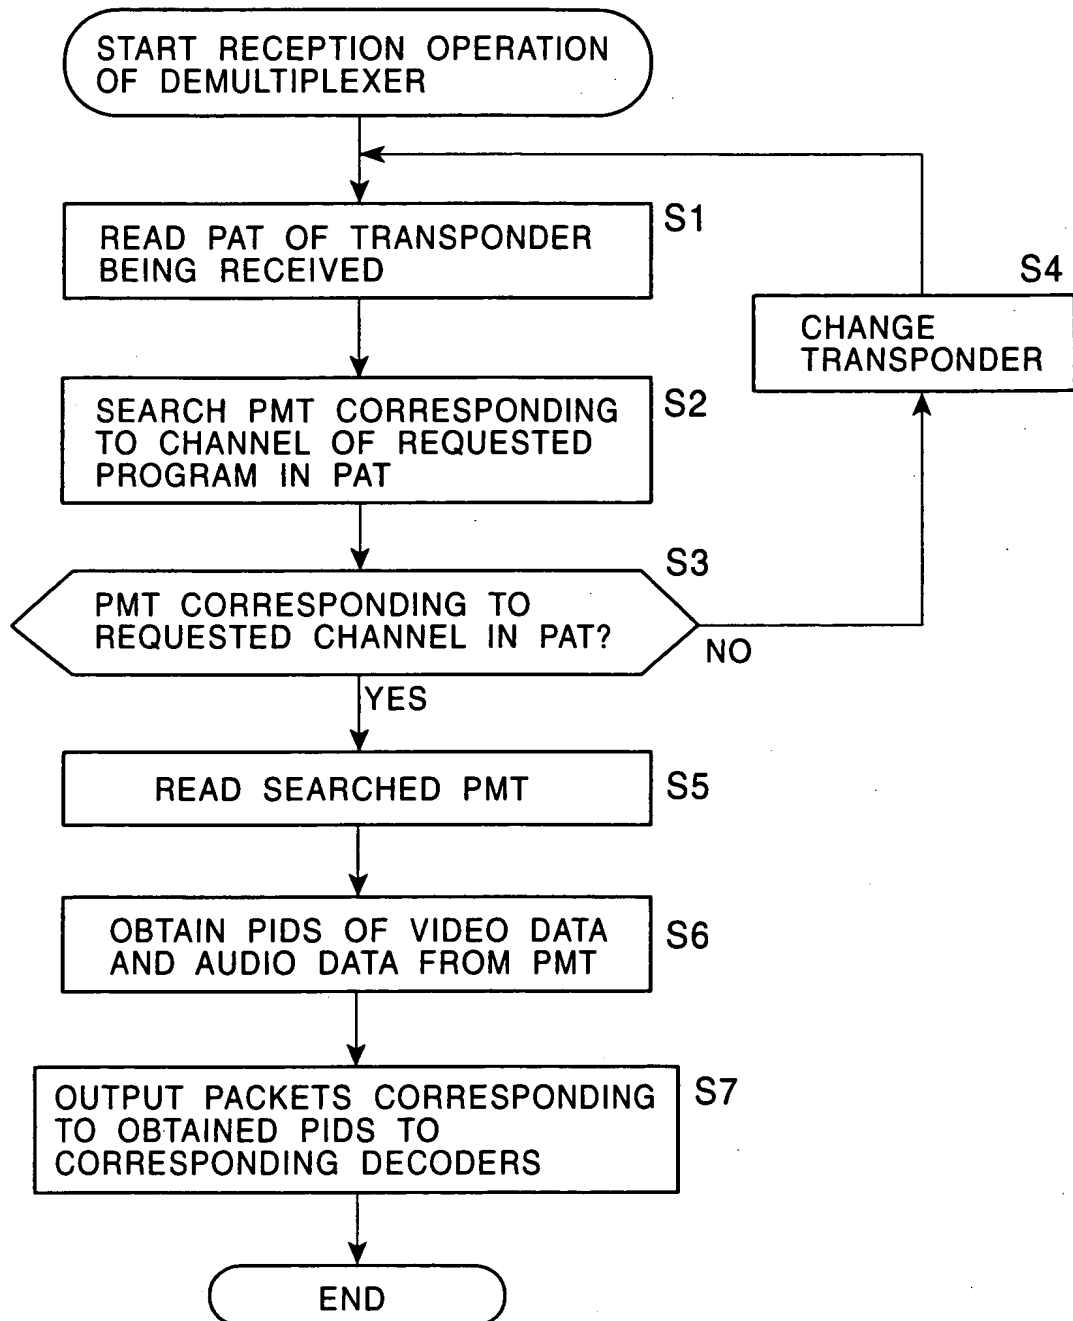 START RECEPTION OPERATION
OF DEMULTIPLEXER
S1
READ PAT OF TRANSPONDER
BEING RECEIVED
S4
CHANGE
TRANSPONDER
S2
SEARCH PMT CORRESPONDING
TO CHANNEL OF REQUESTED
PROGRAM IN PAT
S3
PMT CORRESPONDING TO
REQUESTED CHANNEL IN PAT?
NO
YES
READ SEARCHED PMT
S5
OBTAIN PIDS OF VIDEO DATA
AND AUDIO DATA FROM PMT
S6
OUTPUT PACKETS CORRESPONDING
TO OBTAINED PIDS TO
CORRESPONDING DECODERS
S7
END